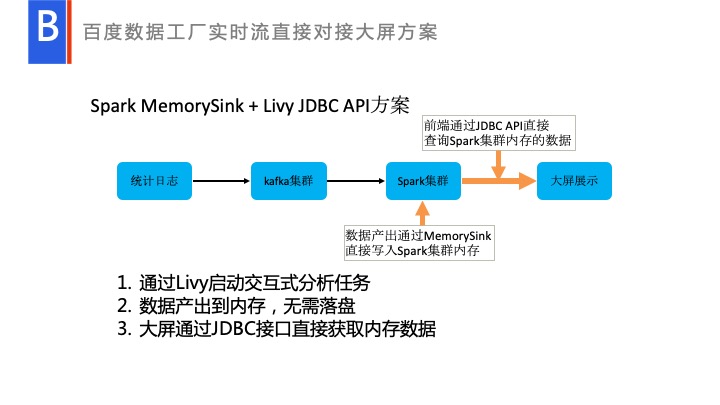 B
百度数据工厂实时流直接对接大屏方案
Spark MemorySink + Livy JDBC API方案
前端通过JDBC API直接
查询Spark集群内存的数据
统计日志
kafka集群
Spark集群
大屏展示
数据产出通过MemorySink
直接写入Spark集群内存
1. 通过Livy启动交互式分析任务
2. 数据产出到内存，无需落盘
3. 大屏通过JDBC接口直接获取内存数据